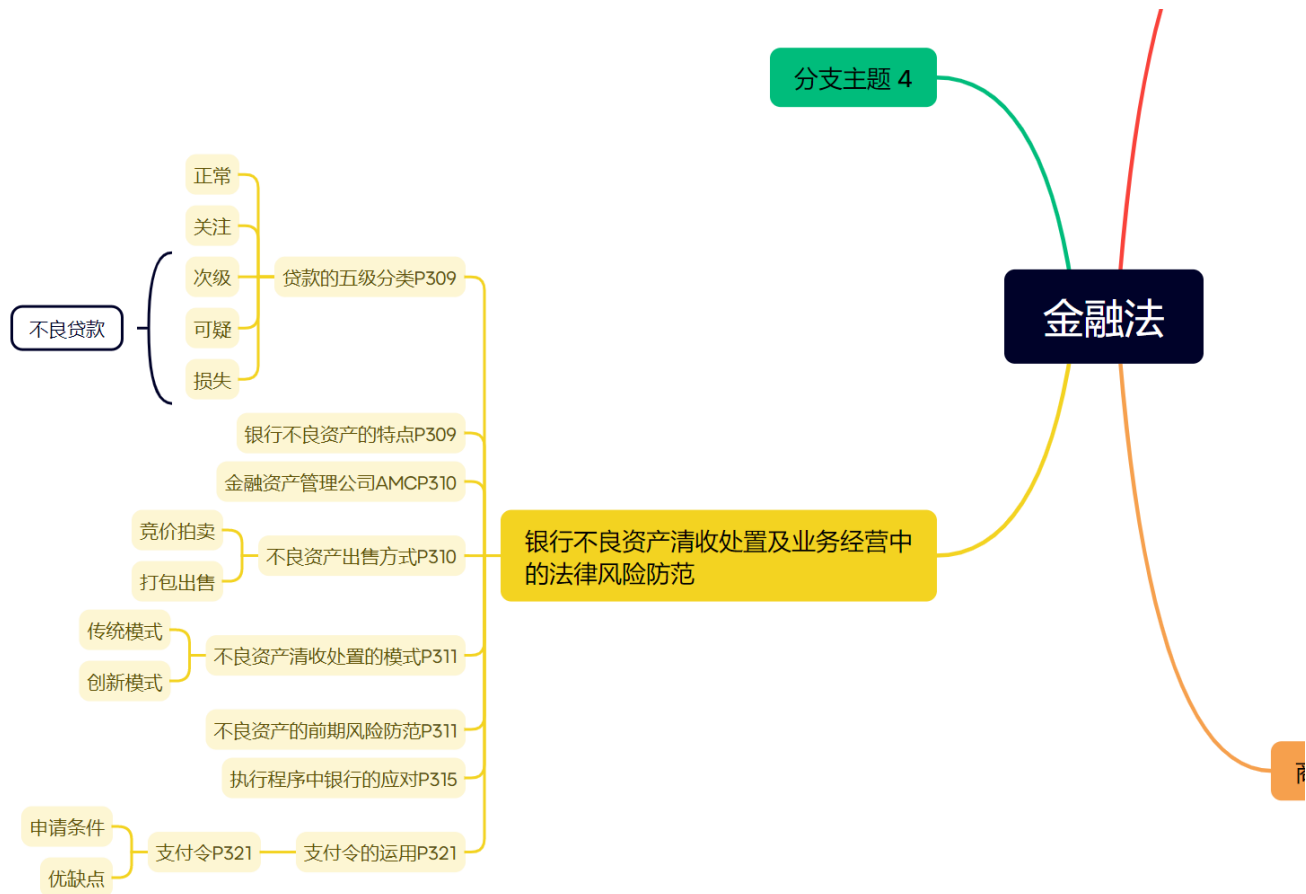 分支主题 4
金融法
正常
关注
次级
可疑
损失
不良贷款
贷款的五级分类P309
银行不良资产的特点P309
金融资产管理公司AMCP310
竞价拍卖
打包出售
不良资产出售方式P310
传统模式
创新模式
不良资产清收处置的模式P311
不良资产的前期风险防范P311
执行程序中银行的应对P315
申请条件
优缺点
支付令P321
支付令的运用P321
银行不良资产清收处置及业务经营中
的法律风险防范